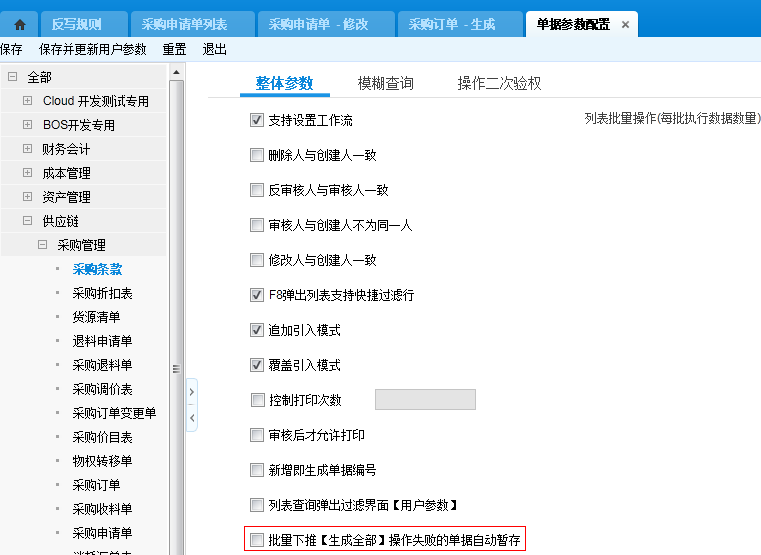 反写规则 采购申请单列表 采购申请单 - 修改 采购订单 - 生成 单据参数配置 ×
保存 保存并更新用户参数 重置 退出
全部
Cloud 开发测试专用
BOS开发专用
财务会计
成本管理
资产管理
供应链
采购管理
采购条款
采购折扣表
货源清单
退料申请单
采购退料单
采购调价表
采购订单变更单
采购价目表
物权转移单
采购订单
采购收料单
采购申请单
整体参数 模糊查询 操作二次验权
支持设置工作流 列表批量操作(每批执行数据数量)
删除人与创建人一致
反审核人与审核人一致
审核人与创建人不为同一人
修改人与创建人一致
F8弹出列表支持快捷过滤行
追加引入模式
覆盖引入模式
控制打印次数
审核后才允许打印
新增即生成单据编号
列表查询弹出过滤界面【用户参数】
批量下推【生成全部】操作失败的单据自动暂存